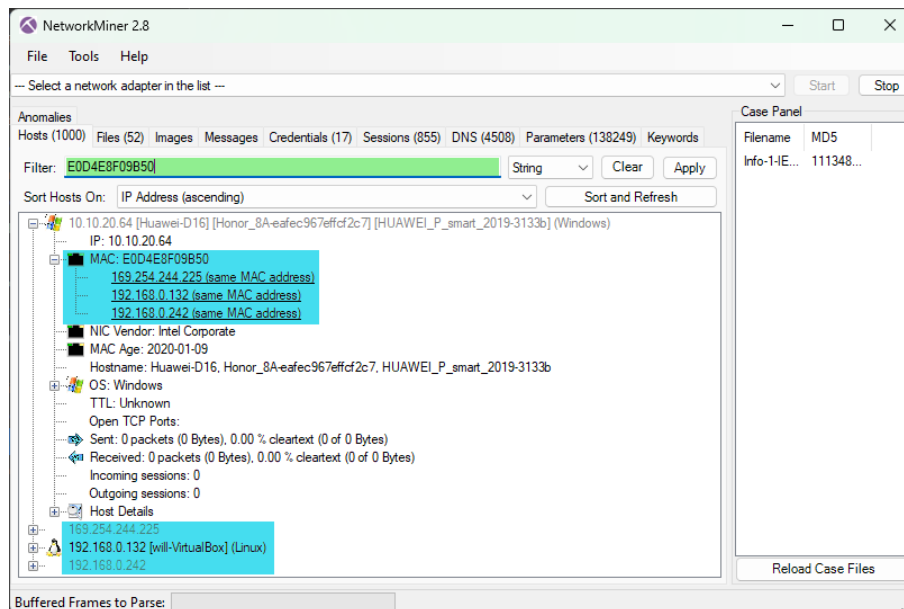 NetworkMiner 2.8
File Tools Help
--- Select a network adapter in the list --- Start Stop
Anomalies
Hosts (1000) Files (52) Images Messages Credentials (17) Sessions (855) DNS (4508) Parameters (138249) Keywords
Filter: E0D4E8F09B50 String Clear Apply
Sort Hosts On: IP Address (ascending) Sort and Refresh
10.10.20.64 [Huawei-D16] [Honor_8A-eafec967effcf2c7] [HUAWEI_P_smart_2019-3133b] (Windows)
IP: 10.10.20.64
MAC: E0D4E8F09B50
169.254.244.225 (same MAC address)
192.168.0.132 (same MAC address)
192.168.0.242 (same MAC address)
NIC Vendor: Intel Corporate
MAC Age: 2020-01-09
Hostname: Huawei-D16, Honor_8A-eafec967effcf2c7, HUAWEI_P_smart_2019-3133b
OS: Windows
TTL: Unknown
Open TCP Ports:
Sent: 0 packets (0 Bytes), 0.00 % cleartext (0 of 0 Bytes)
Received: 0 packets (0 Bytes), 0.00 % cleartext (0 of 0 Bytes)
Incoming sessions: 0
Outgoing sessions: 0
Host Details
169.254.244.225
192.168.0.132 [will-VirtualBox] (Linux)
192.168.0.242
Case Panel
Filename MD5
Info-1-IE... 111348...
Reload Case Files
Buffered Frames to Parse: